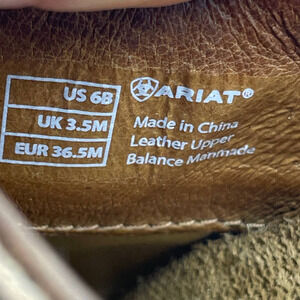 US 6B
UK 3.5M
EUR 36.5M
ARIAT®
Made in China
Leather Upper
Balance Manmade